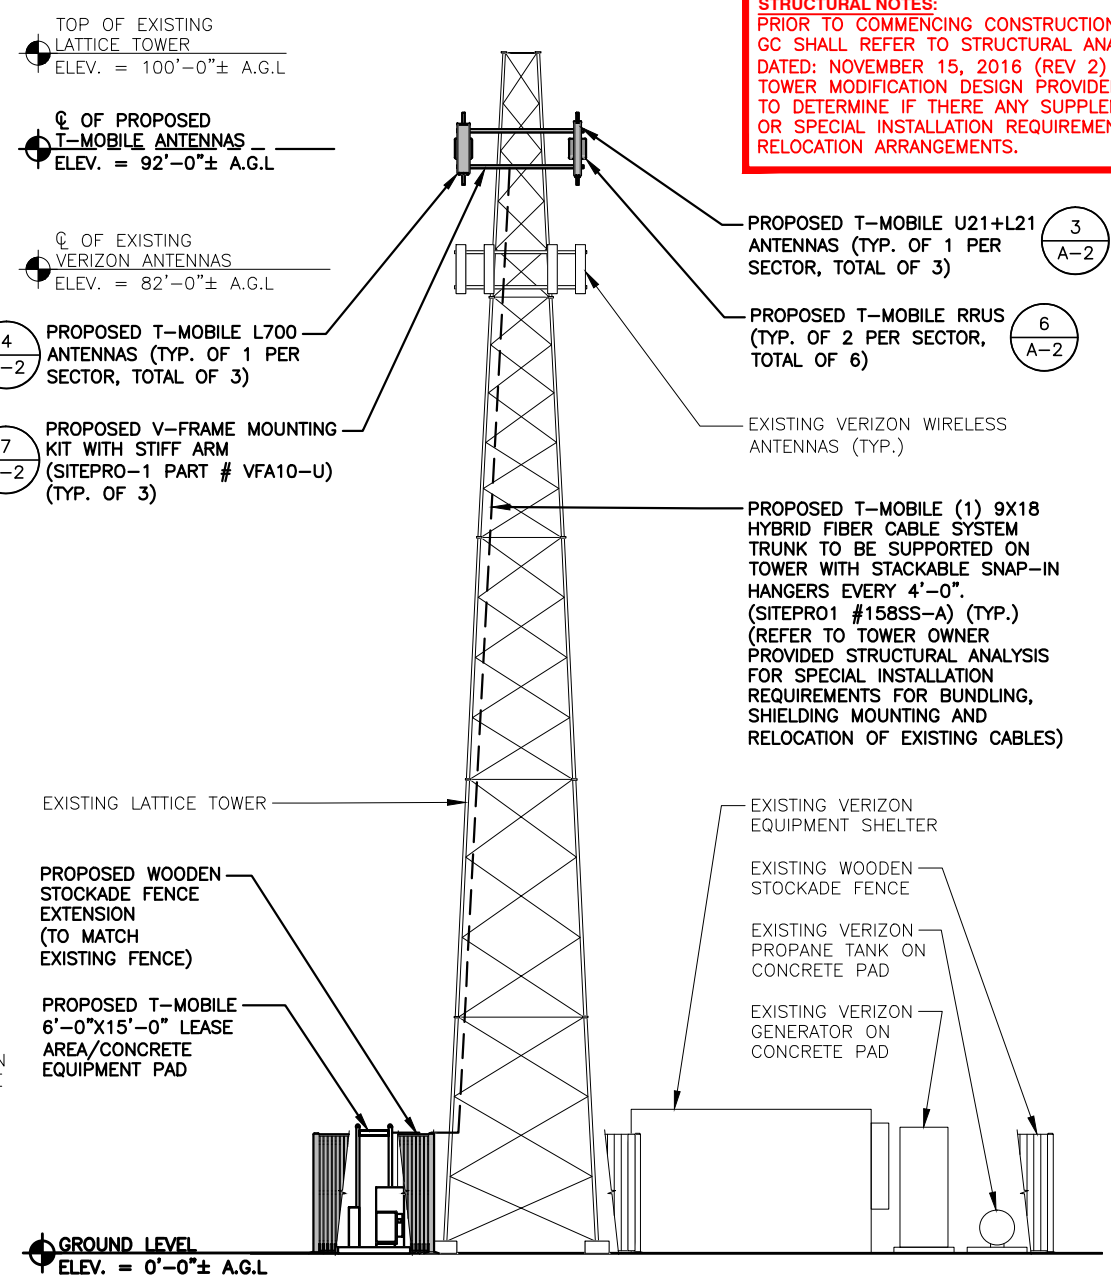 TOP OF EXISTING
LATTICE TOWER
ELEV. = 100'-0"± A.G.L
℄ OF PROPOSED
T-MOBILE ANTENNAS
ELEV. = 92'-0"± A.G.L
℄ OF EXISTING
VERIZON ANTENNAS
ELEV. = 82'-0"± A.G.L
4
-2
PROPOSED T-MOBILE L700
ANTENNAS (TYP. OF 1 PER
SECTOR, TOTAL OF 3)
7
-2
PROPOSED V-FRAME MOUNTING
KIT WITH STIFF ARM
(SITEPRO-1 PART # VFA10-U)
(TYP. OF 3)
EXISTING LATTICE TOWER
PROPOSED WOODEN
STOCKADE FENCE
EXTENSION
(TO MATCH
EXISTING FENCE)
PROPOSED T-MOBILE
6'-0"X15'-0" LEASE
AREA/CONCRETE
EQUIPMENT PAD
N
GROUND LEVEL
ELEV. = 0'-0"± A.G.L
STRUCTURAL NOTES:
PRIOR TO COMMENCING CONSTRUCTION
GC SHALL REFER TO STRUCTURAL
DATED: NOVEMBER 15, 2016 (REV 2)
TOWER MODIFICATION DESIGN
TO DETERMINE IF THERE ANY
OR SPECIAL INSTALLATION
RELOCATION ARRANGEMENTS.
PROPOSED T-MOBILE U21+L21
ANTENNAS (TYP. OF 1 PER
SECTOR, TOTAL OF 3)
3
A-2
PROPOSED T-MOBILE RRUS
(TYP. OF 2 PER SECTOR,
TOTAL OF 6)
6
A-2
EXISTING VERIZON WIRELESS
ANTENNAS (TYP.)
PROPOSED T-MOBILE (1) 9X18
HYBRID FIBER CABLE SYSTEM
TRUNK TO BE SUPPORTED ON
TOWER WITH STACKABLE SNAP-IN
HANGERS EVERY 4'-0".
(SITEPRO1 #158SS-A) (TYP.)
(REFER TO TOWER OWNER
PROVIDED STRUCTURAL ANALYSIS
FOR SPECIAL INSTALLATION
REQUIREMENTS FOR BUNDLING,
SHIELDING MOUNTING AND
RELOCATION OF EXISTING CABLES)
EXISTING VERIZON
EQUIPMENT SHELTER
EXISTING WOODEN
STOCKADE FENCE
EXISTING VERIZON
PROPANE TANK ON
CONCRETE PAD
EXISTING VERIZON
GENERATOR ON
CONCRETE PAD